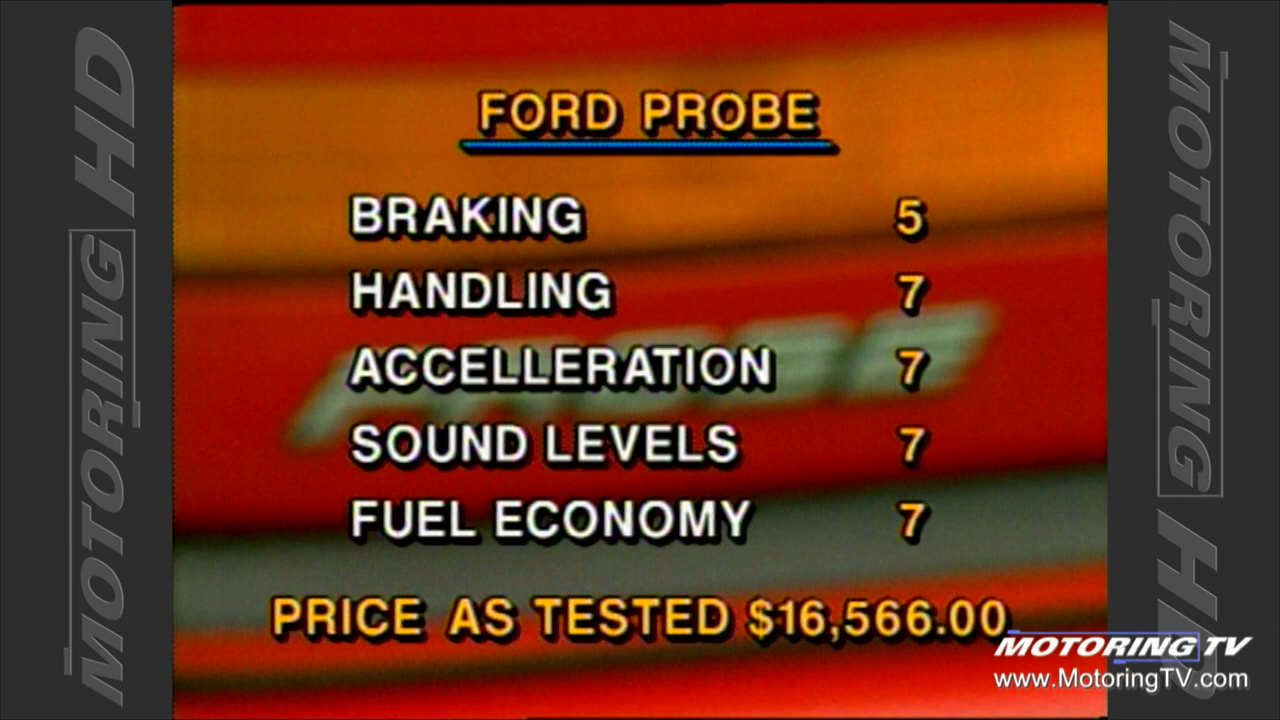 FORD PROBE
BRAKING 5
HANDLING 7
ACCELLERATION 7
SOUND LEVELS 7
FUEL ECONOMY 7
PRICE AS TESTED $16,566.00
MOTORING TV
www.MotoringTV.com
MOTORING HD
MOTORING HD
PROBE